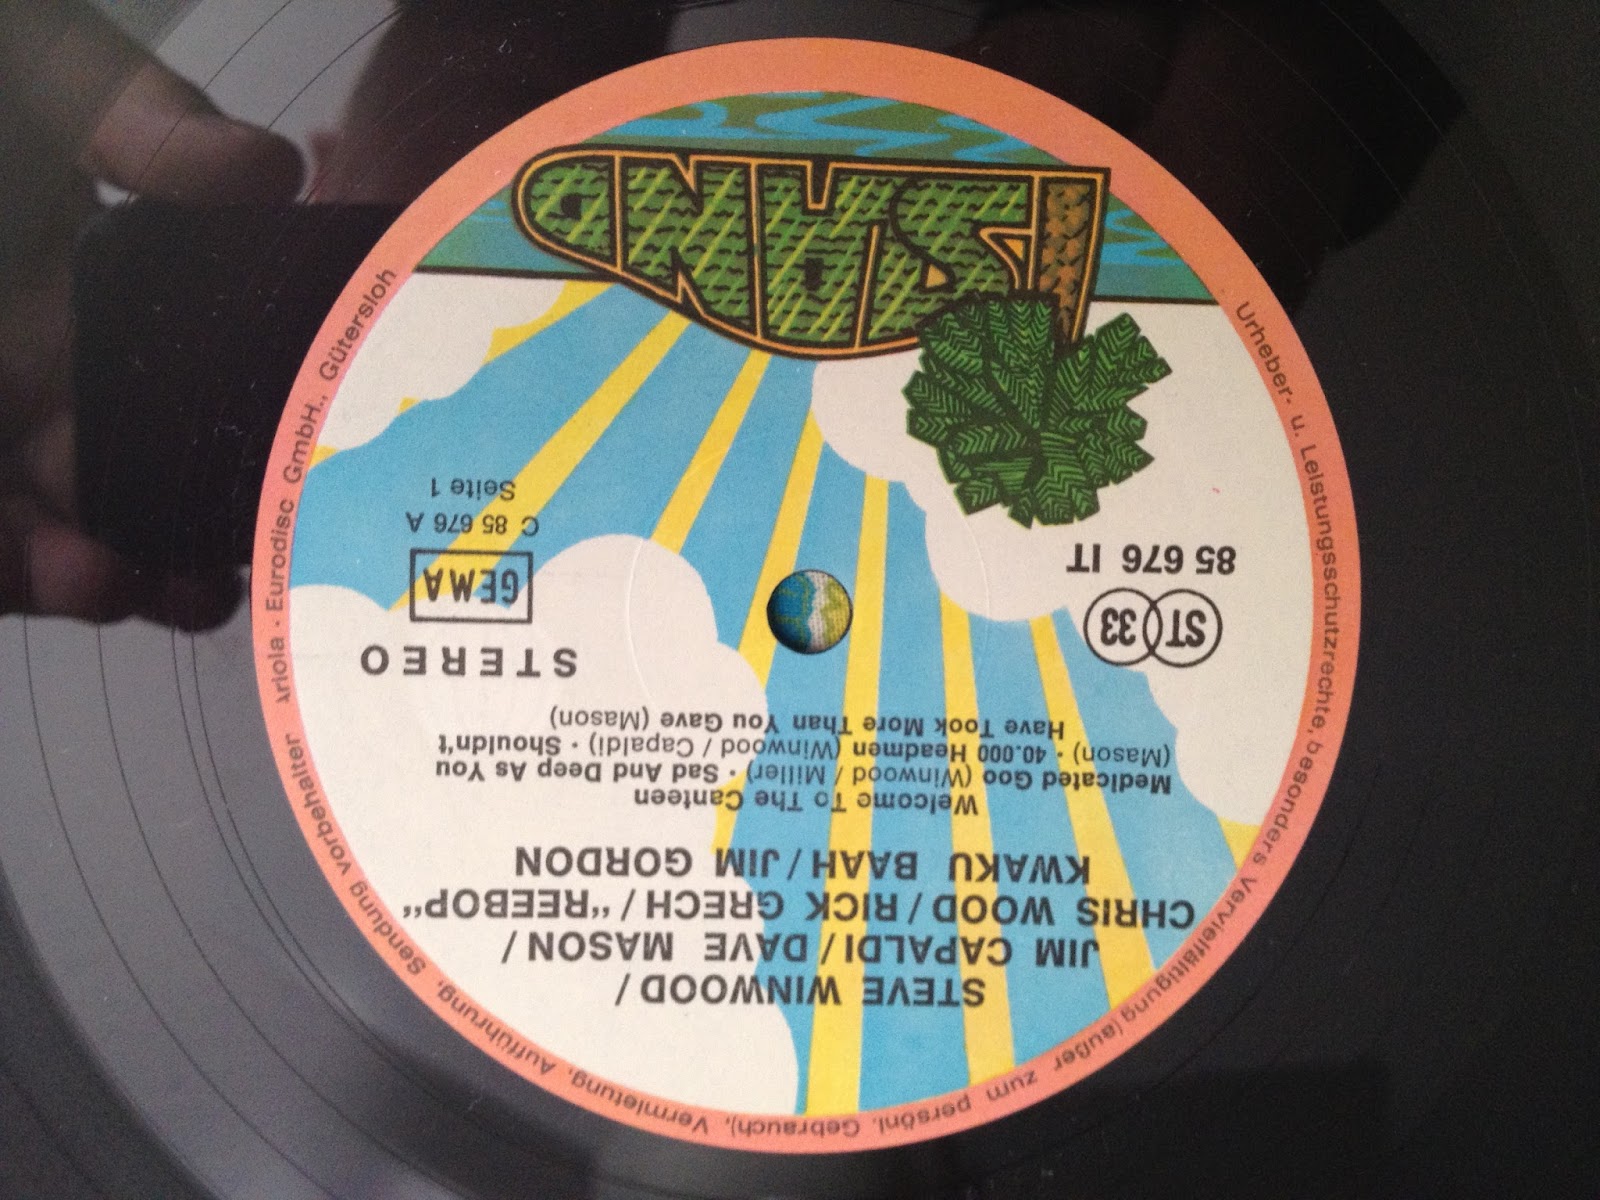 ISLAND
85 676 IT
ST 33
C 85 676 A
Seite 1
GEMA
STEREO
Have Took More Than You Gave (Mason)
(Mason) · 40.000 Headmen (Winwood / Capaldi) · Shouldn't
Medicated Goo (Winwood / Miller) · Sad And Deep As You
Welcome To The Canteen
KWAKU BAAH / JIM GORDON
CHRIS WOOD / RICK GRECH / "REEBOP"
JIM CAPALDI / DAVE MASON /
STEVE WINWOOD /
Ariola · Eurodisc GmbH., Gütersloh
Urheber- u. Leistungsschutzrechte, besonders Vervielfältigung (außer zum persönl. Gebrauch), Vermietung, Aufführung, Sendung vorbehalten